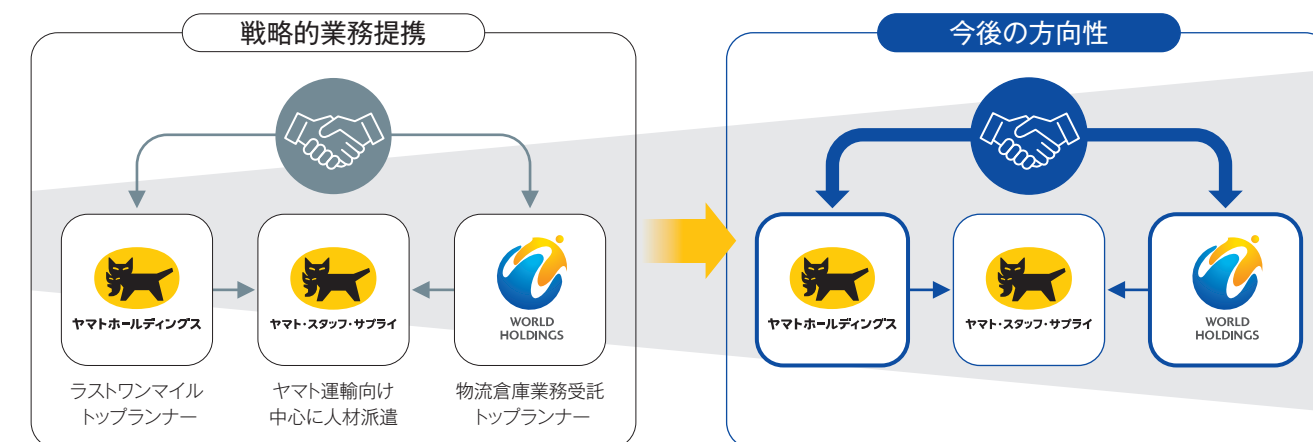 戦略的業務提携
ヤマトホールディングス
ヤマト・スタッフ・サプライ
WORLD
HOLDINGS
ラストワンマイル
トップランナー
ヤマト運輸向け
中心に人材派遣
物流倉庫業務受託
トップランナー
今後の方向性
ヤマトホールディングス
ヤマト・スタッフ・サプライ
WORLD
HOLDINGS